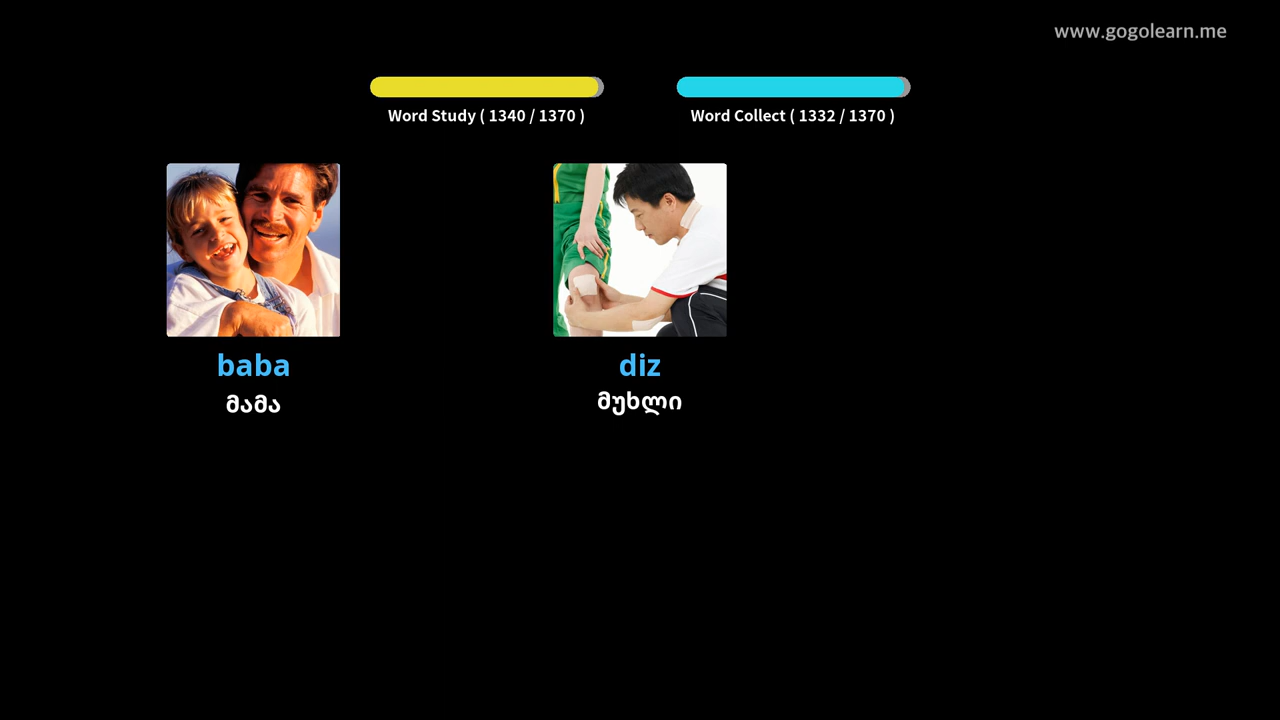 www.gogolearn.me
Word Study ( 1340 / 1370 )
Word Collect ( 1332 / 1370 )
baba
მამა
diz
მუხლი